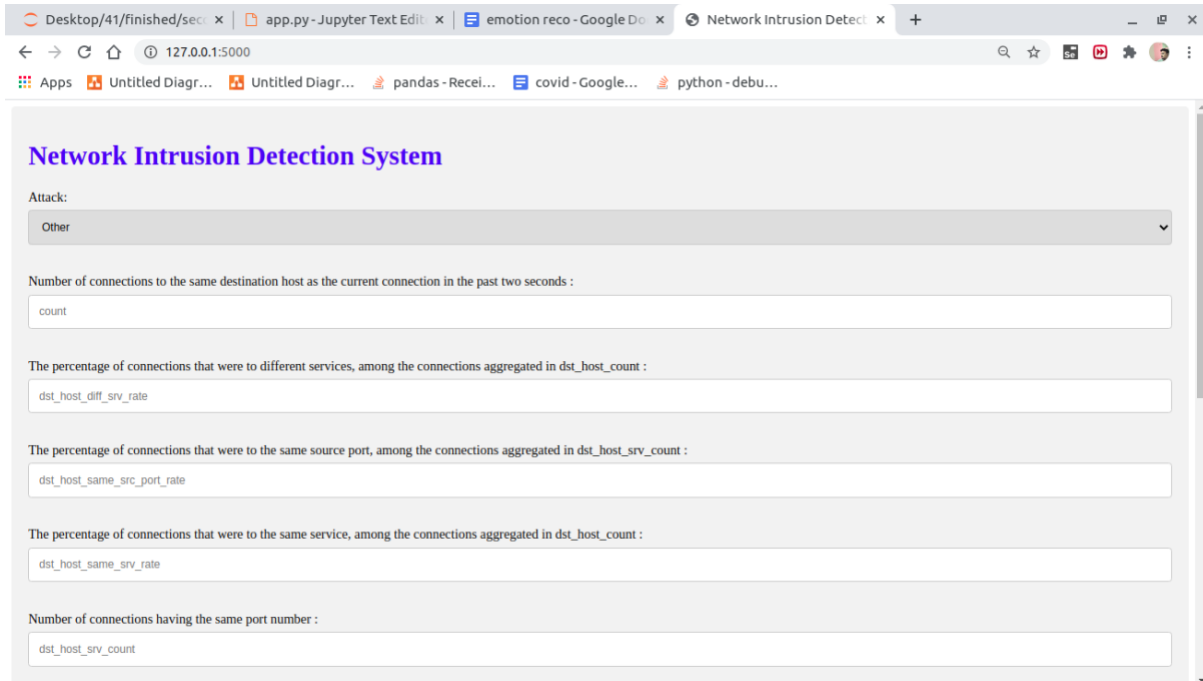 Desktop/41/finished/sec
app.py - Jupyter Text Edit
emotion reco - Google Do
Network Intrusion Detect
127.0.0.1:5000
Apps
Untitled Diagr...
Untitled Diagr...
pandas - Recei...
covid - Google...
python - debu...
Network Intrusion Detection System
Attack:
Other
Number of connections to the same destination host as the current connection in the past two seconds :
count
The percentage of connections that were to different services, among the connections aggregated in dst_host_count :
dst_host_diff_srv_rate
The percentage of connections that were to the same source port, among the connections aggregated in dst_host_srv_count :
dst_host_same_src_port_rate
The percentage of connections that were to the same service, among the connections aggregated in dst_host_count :
dst_host_same_srv_rate
Number of connections having the same port number :
dst_host_srv_count